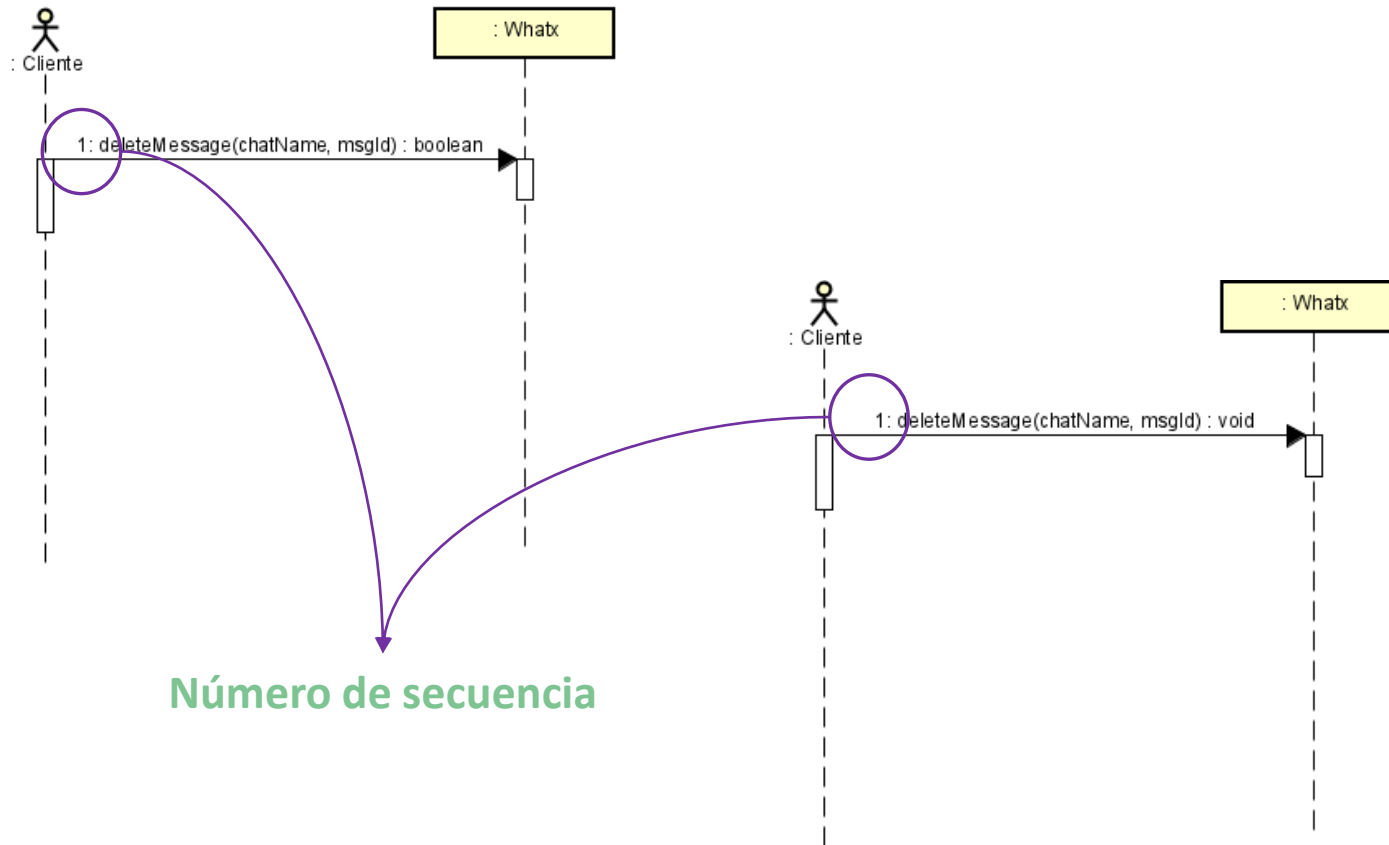 : Cliente
: Whatx
1: deleteMessage(chatName, msgId) : boolean
: Cliente
: Whatx
1: deleteMessage(chatName, msgId) : void
Número de secuencia